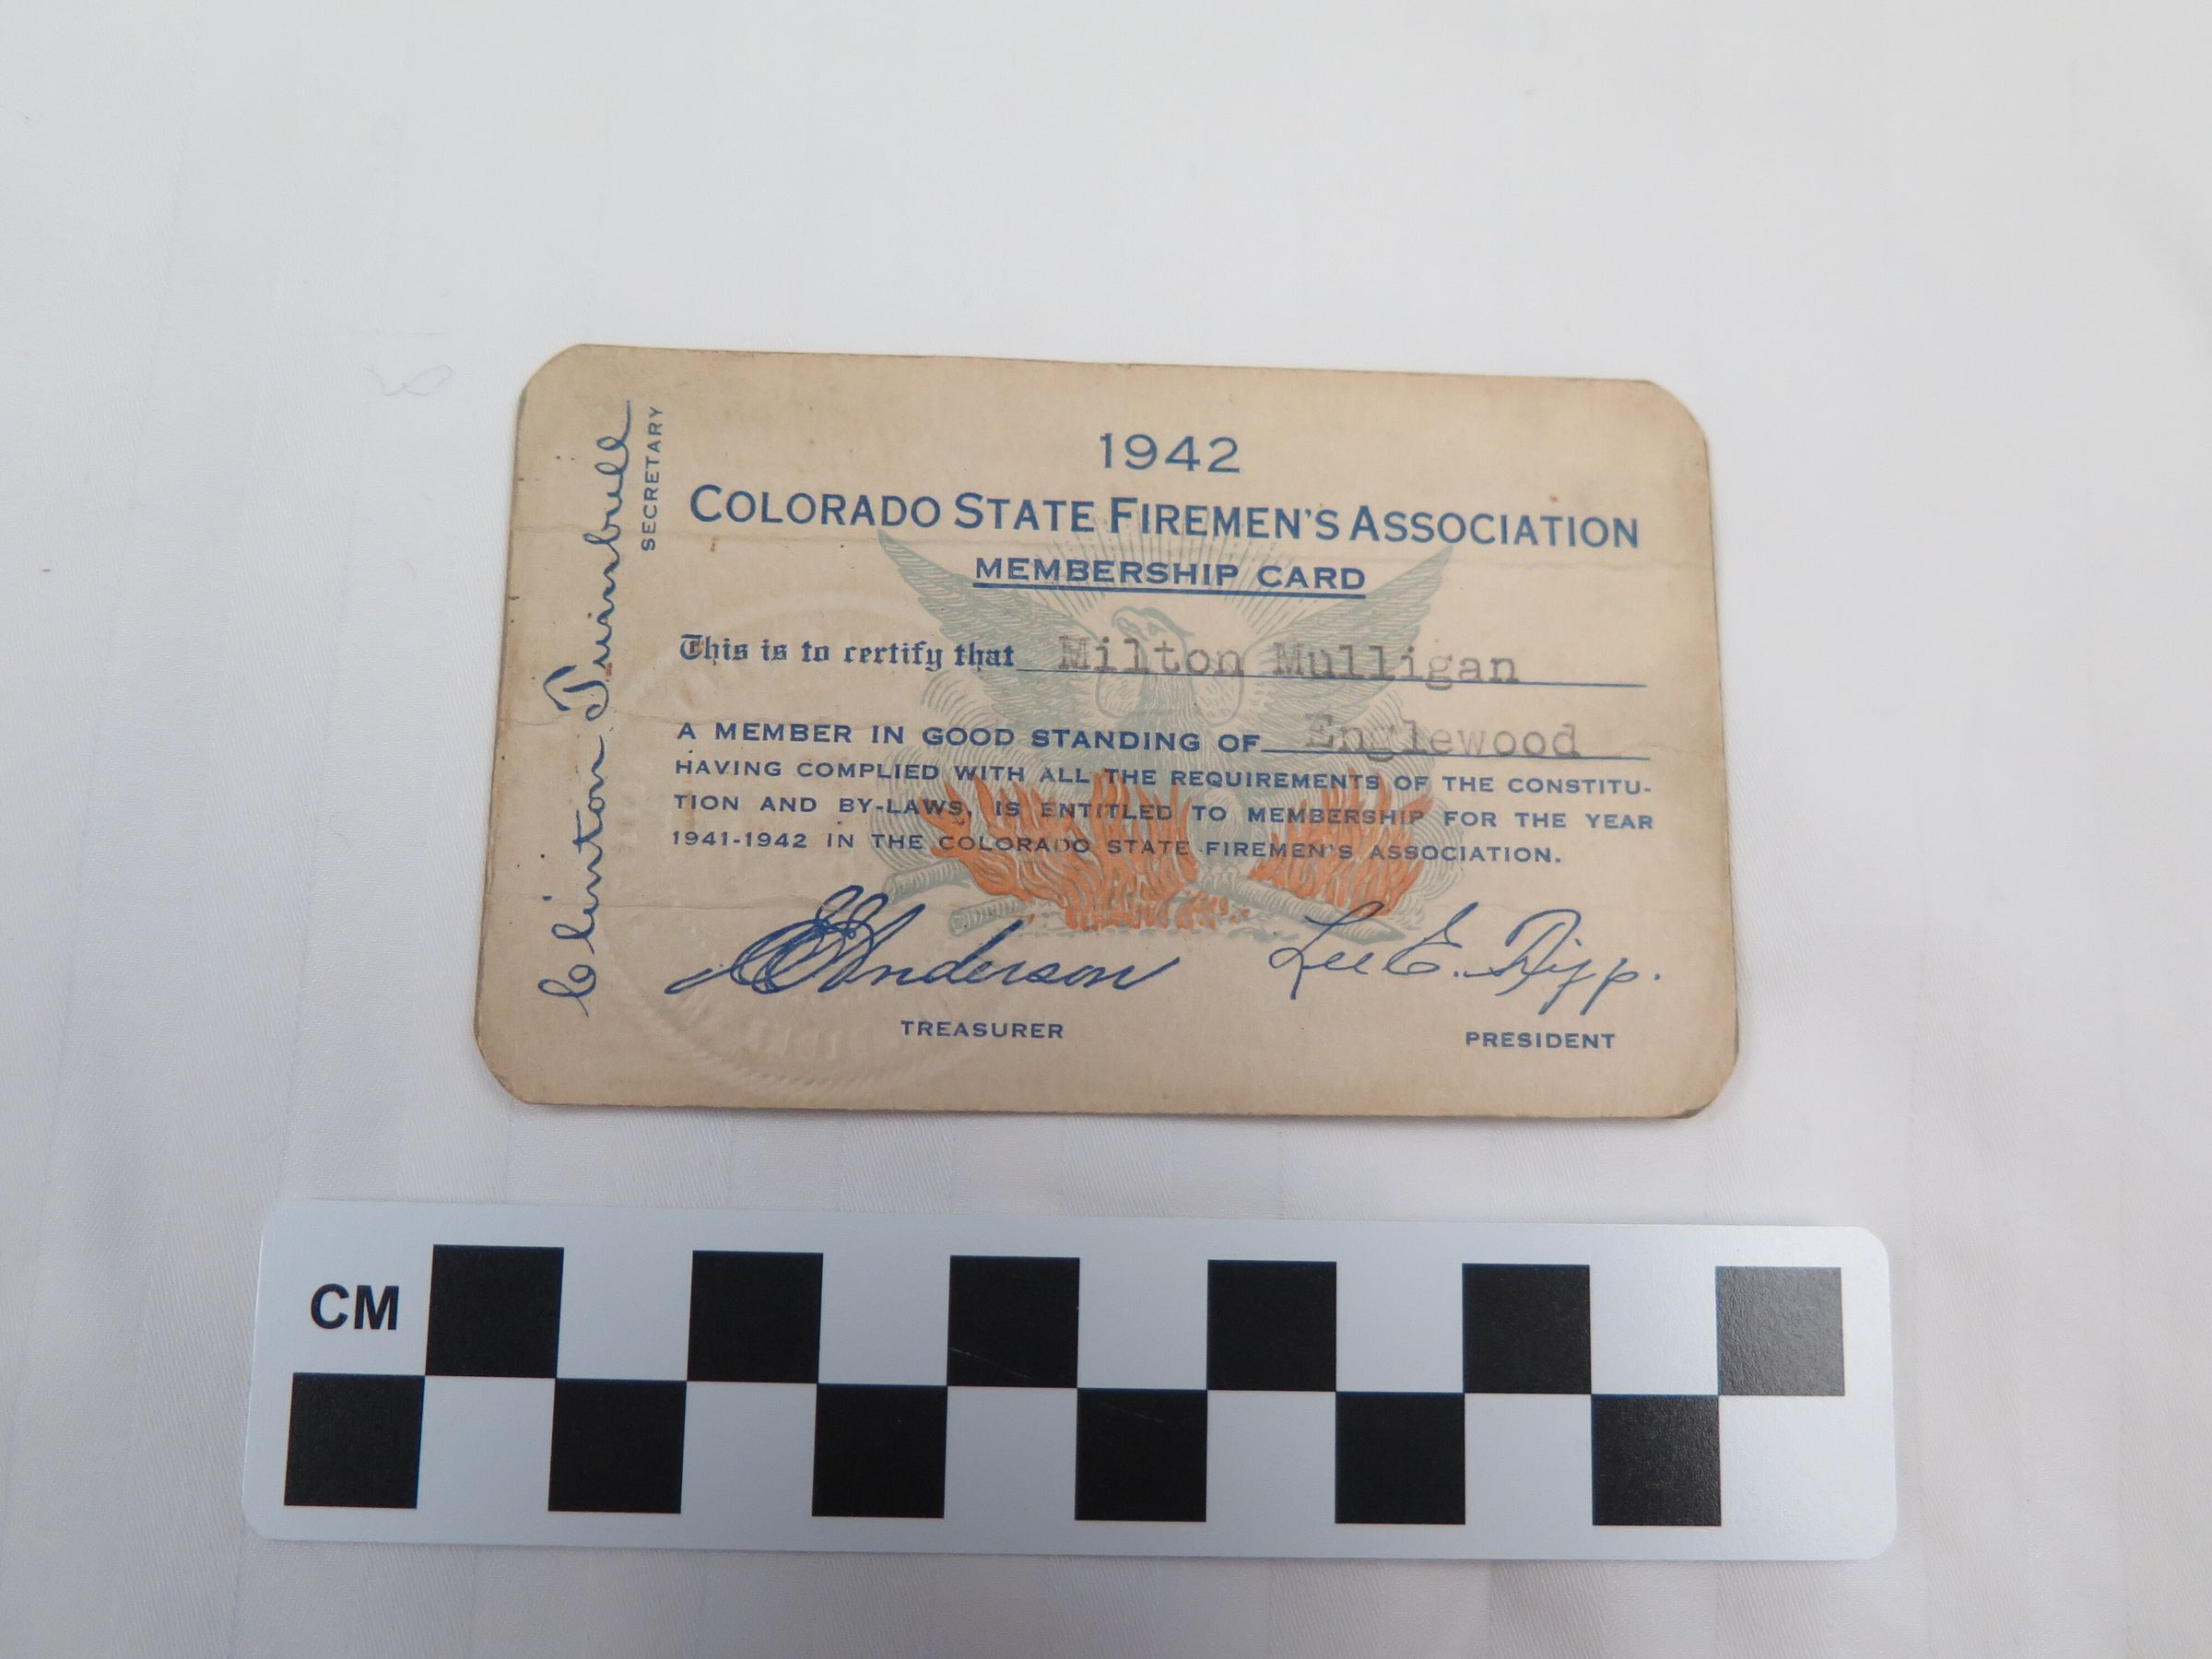 1942
COLORADO STATE FIREMEN'S ASSOCIATION
MEMBERSHIP CARD
This is to certify that Milton Mulligan
A MEMBER IN GOOD STANDING OF Englewood
HAVING COMPLIED WITH ALL THE REQUIREMENTS OF THE CONSTITU-
TION AND BY-LAWS, IS ENTITLED TO MEMBERSHIP FOR THE YEAR
1941-1942 IN THE COLORADO STATE FIREMEN'S ASSOCIATION.
Anderson
TREASURER
Lee E.
PRESIDENT
Clinton Turnbull
SECRETARY
CM